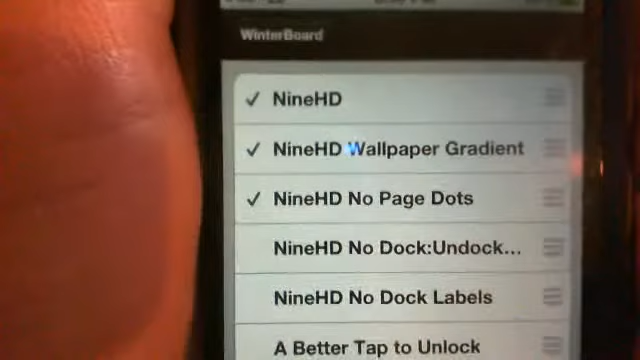 WinterBoard
NineHD
NineHD Wallpaper Gradient
NineHD No Page Dots
NineHD No Dock:Undock...
NineHD No Dock Labels
A Better Tap to Unlock